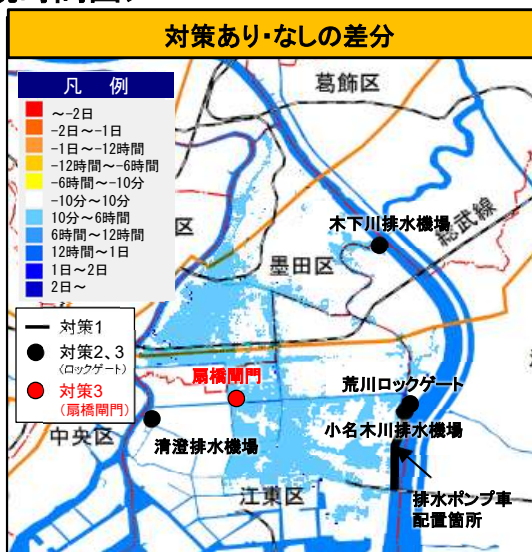 対策あり・なしの差分
凡 例
～-2日
-2日～-1日
-1日～-12時間
-12時間～-6時間
-6時間～-10分
-10分～10分
10分～6時間
6時間～12時間
12時間～1日
1日～2日
2日～
対策1
対策2、3
(ロックゲート)
対策3
(扇橋閘門)
葛飾区
区
木下川排水機場
総武線
墨田区
扇橋閘門
荒川ロックゲート
小名木川排水機場
中央区
清澄排水機場
江東区
排水ポンプ車
配置箇所